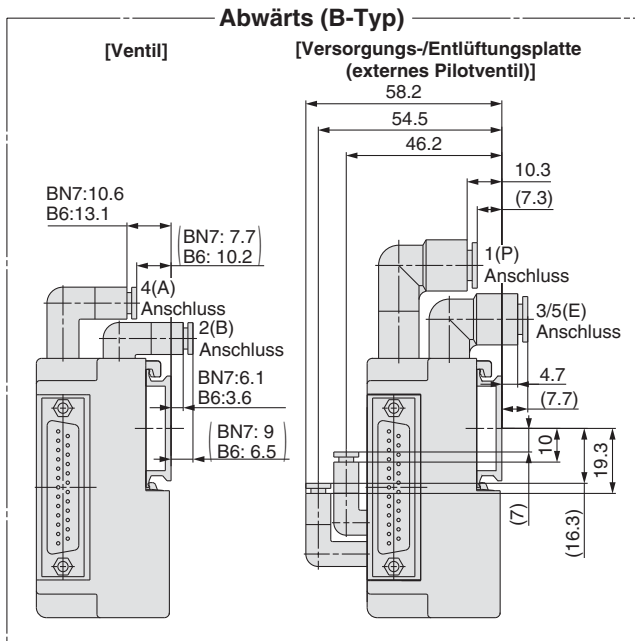 Abwärts (B-Typ)
[Ventil]
[Versorgungs-/Entlüftungsplatte
(externes Pilotventil)]
58.2
54.5
46.2
10.3
(7.3)
BN7:10.6
B6:13.1
(BN7: 7.7
B6: 10.2)
4(A)
Anschluss
2(B)
Anschluss
BN7:6.1
B6:3.6
(BN7: 9
B6: 6.5)
1(P)
Anschluss
3/5(E)
Anschluss
4.7
(7.7)
10
19.3
(7)
(16.3)